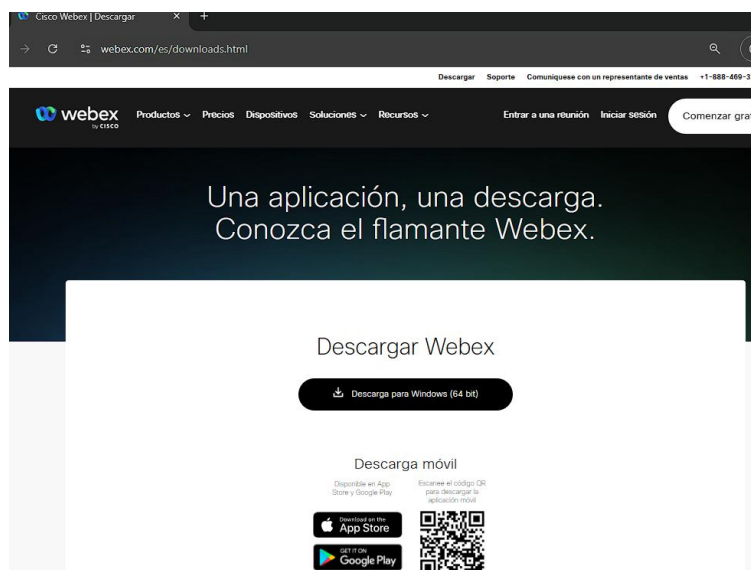 Cisco Webex | Descargar
webex.com/es/downloads.html
Descargar Soporte Comuníquese con un representante de ventas +1-888-469-3
webex Productos Precios Dispositivos Soluciones Recursos Entrar a una reunión Iniciar sesión Comenzar grat
by CISCO
Una aplicación, una descarga.
Conozca el flamante Webex.
Descargar Webex
Descarga para Windows (64 bit)
Descarga móvil
Disponible en App
Store y Google Play
Escanee el código QR
para descargar la
aplicación móvil
Download on the
App Store
GET IT ON
Google Play